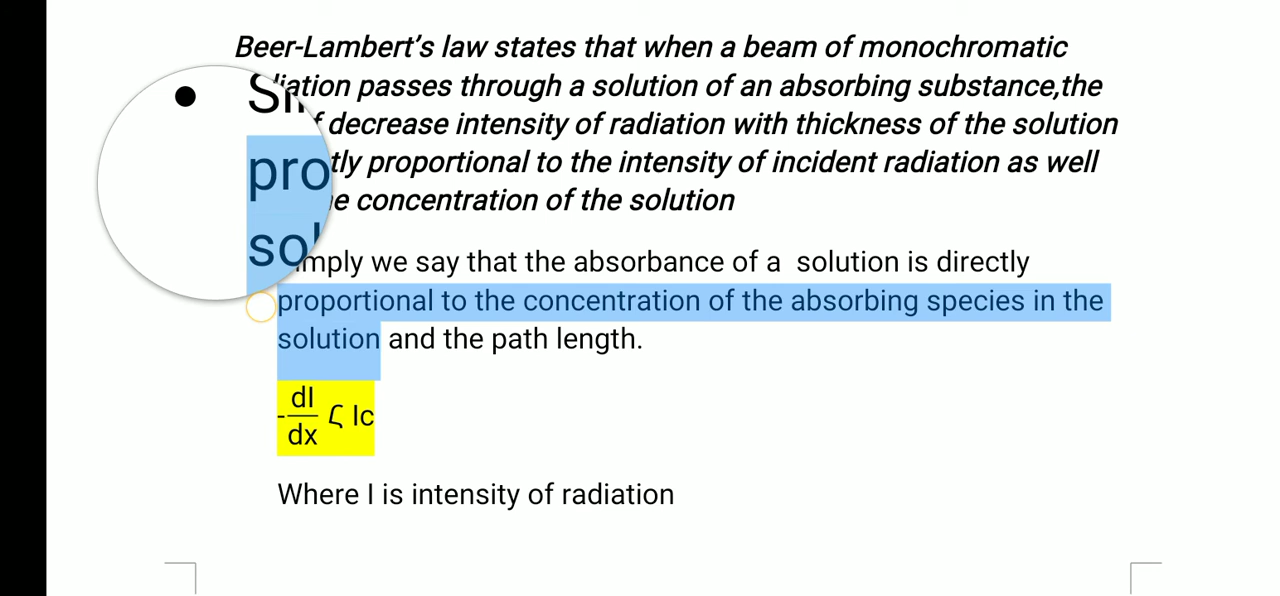 Beer-Lambert's law states that when a beam of monochromatic
iation passes through a solution of an absorbing substance,the
f decrease intensity of radiation with thickness of the solution
tly proportional to the intensity of incident radiation as well
e concentration of the solution
pro
imply we say that the absorbance of a solution is directly
proportional to the concentration of the absorbing species in the
solution and the path length.
-dI/dx ζ Ic
Where I is intensity of radiation